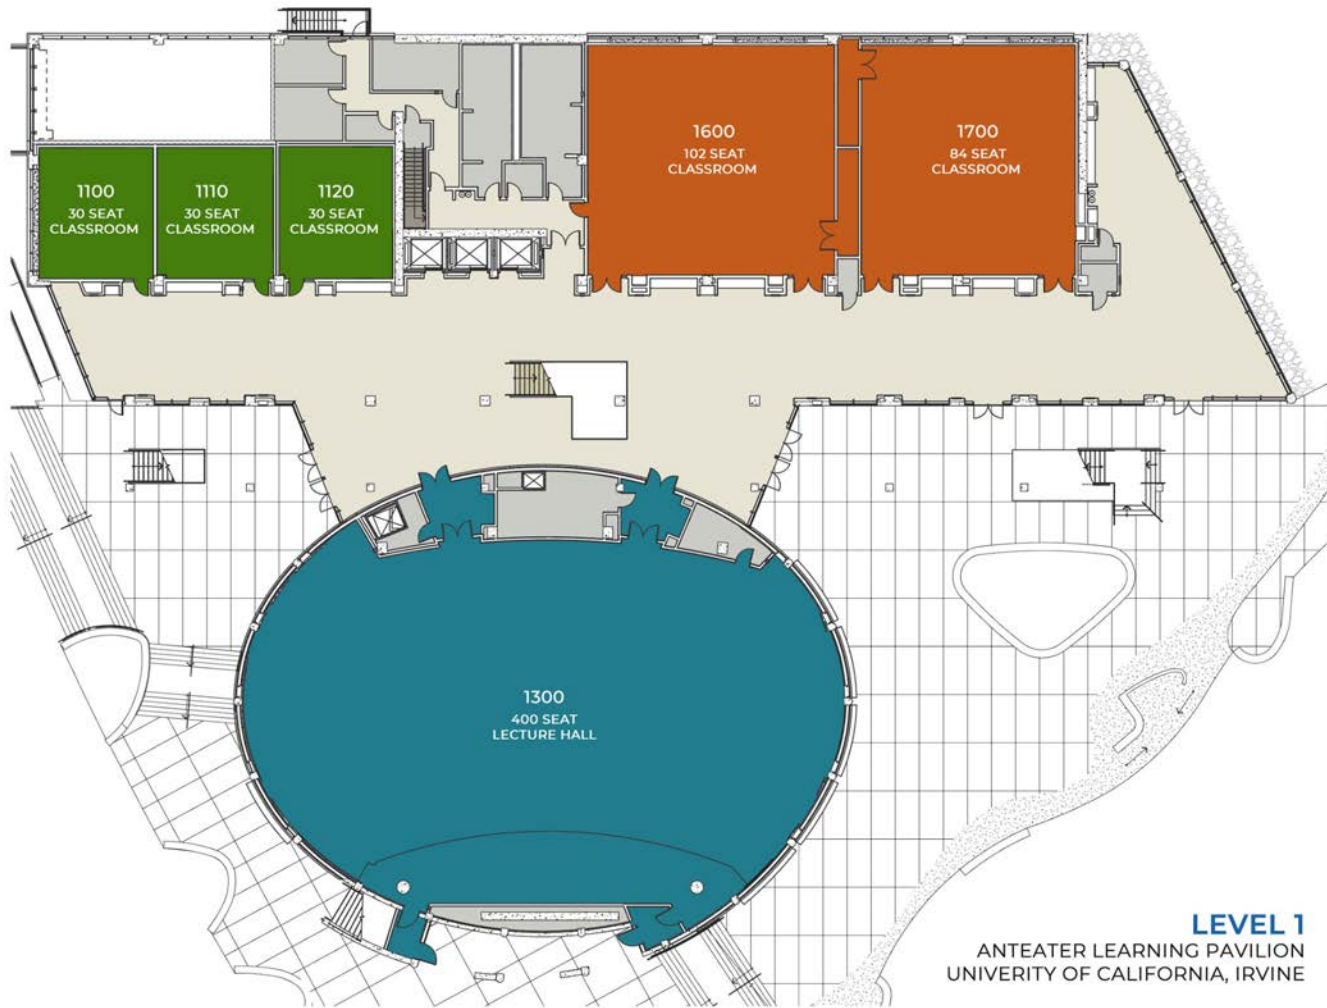 1600
102 SEAT
CLASSROOM
1700
84 SEAT
CLASSROOM
1100
30 SEAT
CLASSROOM
1110
30 SEAT
CLASSROOM
1120
30 SEAT
CLASSROOM
1300
400 SEAT
LECTURE HALL
LEVEL 1
ANTEATER LEARNING PAVILION
UNIVERITY OF CALIFORNIA, IRVINE